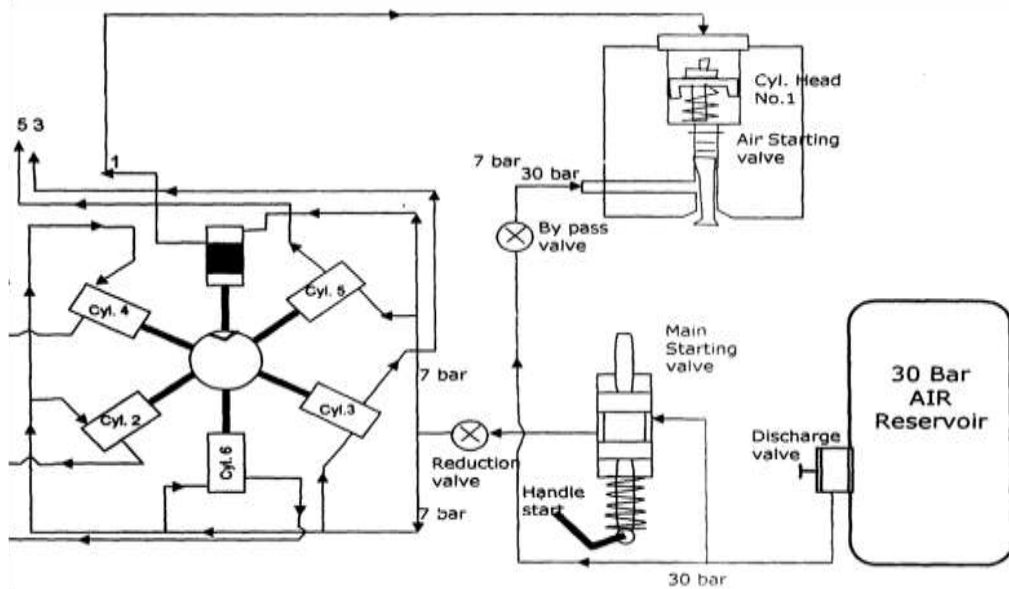 Cyl. Head
No.1
Air Starting
valve
5 3
1
7 bar
30 bar
By pass
valve
Cyl. 4
Cyl. 5
Cyl. 2
Cyl.3
Cyl. 6
7 bar
Reduction
valve
7 bar
Main
Starting
valve
Handle
start
30 bar
Discharge
valve
30 Bar
AIR
Reservoir